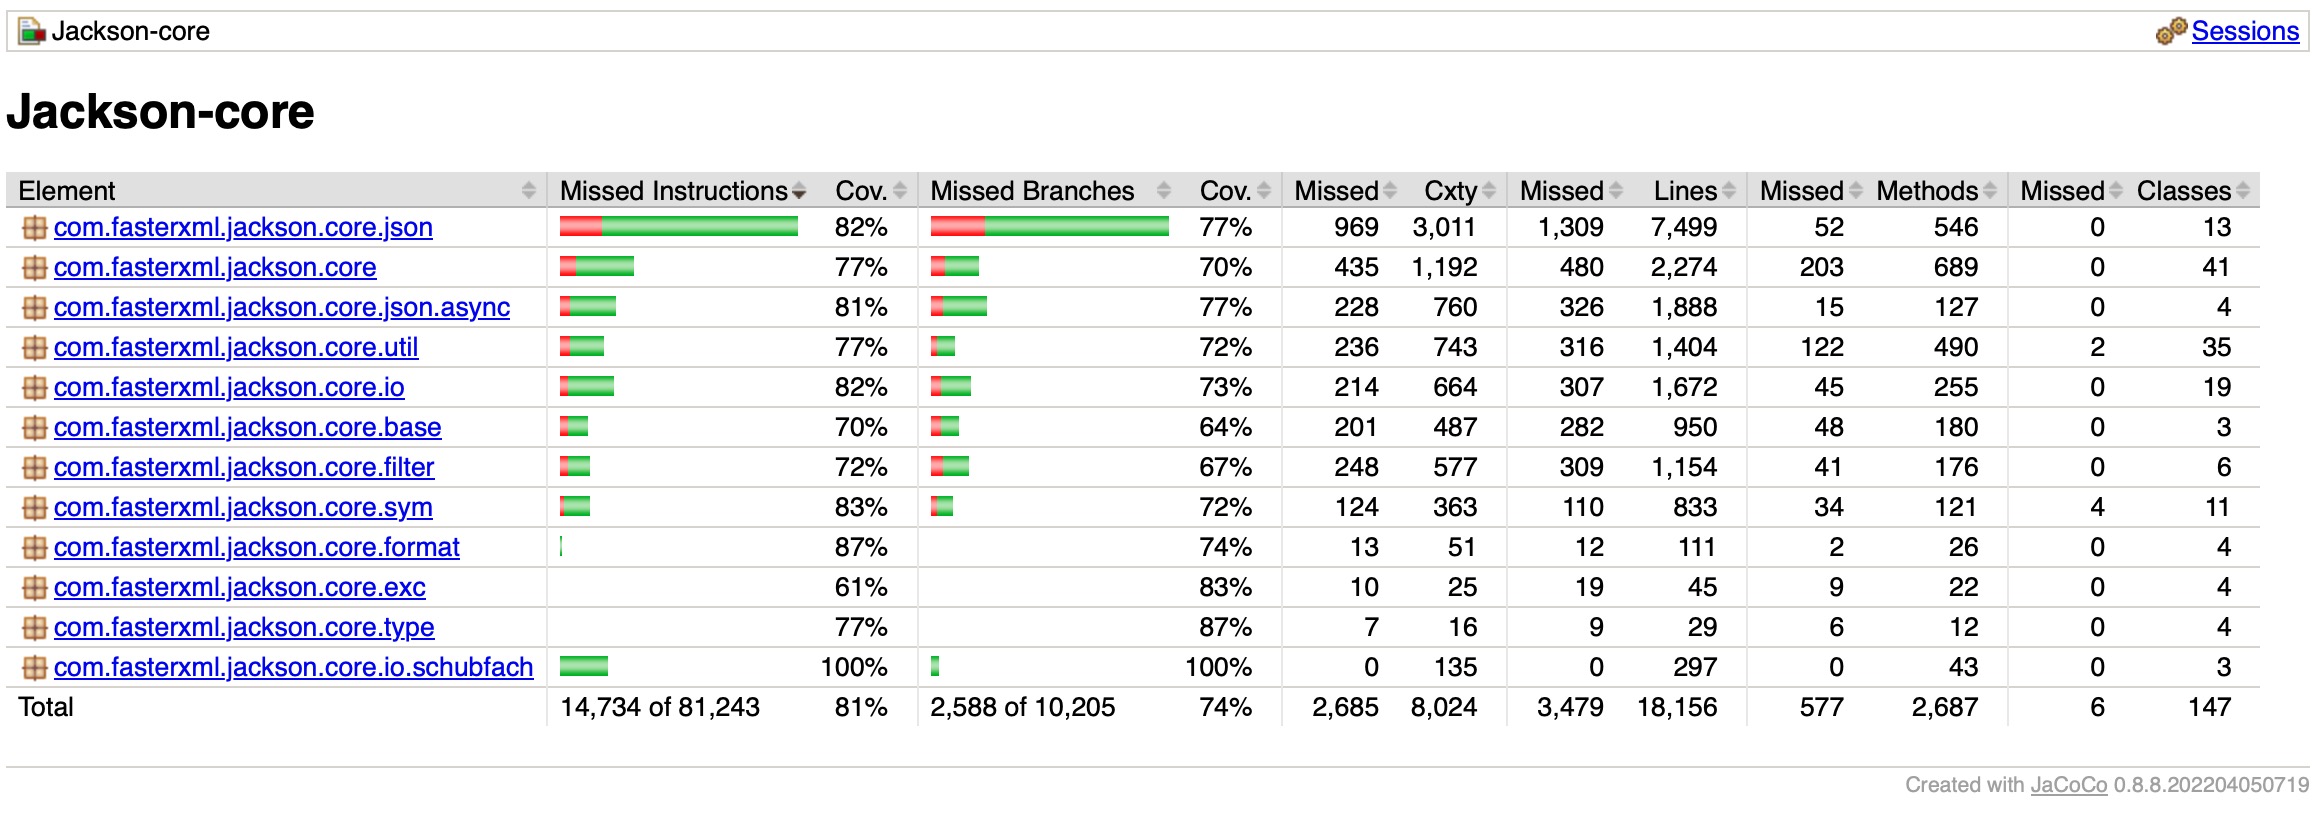 Jackson-core Sessions
Jackson-core
Element Missed Instructions Cov. Missed Branches Cov. Missed Cxty Missed Lines Missed Methods Missed Classes
com.fasterxml.jackson.core.json 82% 77% 969 3,011 1,309 7,499 52 546 0 13
com.fasterxml.jackson.core 77% 70% 435 1,192 480 2,274 203 689 0 41
com.fasterxml.jackson.core.json.async 81% 77% 228 760 326 1,888 15 127 0 4
com.fasterxml.jackson.core.util 77% 72% 236 743 316 1,404 122 490 2 35
com.fasterxml.jackson.core.io 82% 73% 214 664 307 1,672 45 255 0 19
com.fasterxml.jackson.core.base 70% 64% 201 487 282 950 48 180 0 3
com.fasterxml.jackson.core.filter 72% 67% 248 577 309 1,154 41 176 0 6
com.fasterxml.jackson.core.sym 83% 72% 124 363 110 833 34 121 4 11
com.fasterxml.jackson.core.format 87% 74% 13 51 12 111 2 26 0 4
com.fasterxml.jackson.core.exc 61% 83% 10 25 19 45 9 22 0 4
com.fasterxml.jackson.core.type 77% 87% 7 16 9 29 6 12 0 4
com.fasterxml.jackson.core.io.schubfach 100% 100% 0 135 0 297 0 43 0 3
Total 14,734 of 81,243 81% 2,588 of 10,205 74% 2,685 8,024 3,479 18,156 577 2,687 6 147
Created with JaCoCo 0.8.8.202204050719